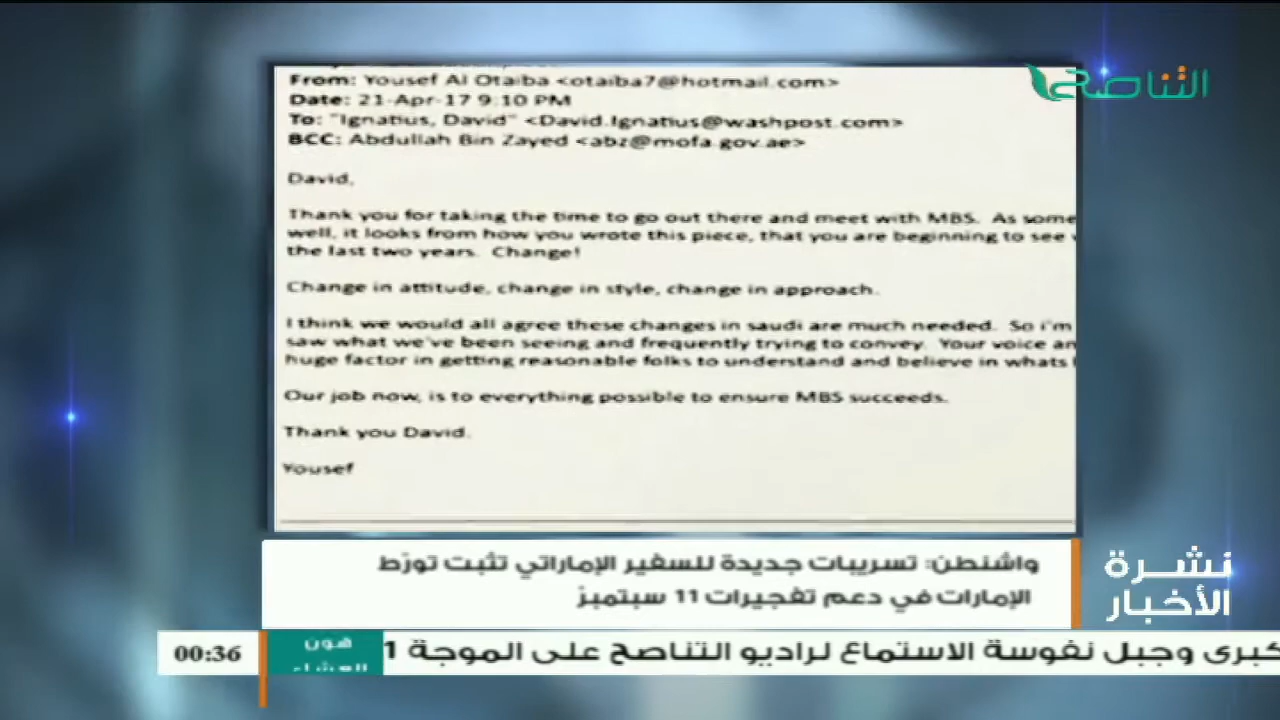 التناصح
From: Yousef Al Otaiba <otaiba7@hotmail.com>
Date: 21-Apr-17 9:10 PM
To: "Ignatius, David" <David.Ignatius@washpost.com>
BCC: Abdullah Bin Zayed <abz@mofa.gov.ae>
David,
Thank you for taking the time to go out there and meet with MBS. As some
well, it looks from how you wrote this piece, that you are beginning to see
the last two years. Change!
Change in attitude, change in style, change in approach.
I think we would all agree these changes in saudi are much needed. So i'm
saw what we've been seeing and frequently trying to convey. Your voice an
huge factor in getting reasonable folks to understand and believe in whats
Our job now, is to everything possible to ensure MBS succeeds.
Thank you David.
Yousef
واشنطن: تسريبات جديدة للسفير الإماراتي تثبت تورّط
الإمارات في دعم تفجيرات 11 سبتمبر
نشرة
الأخبار
كبرى وجبل نفوسة الاستماع لراديو التناصح على الموجة 1
هون
العشاء
00:36